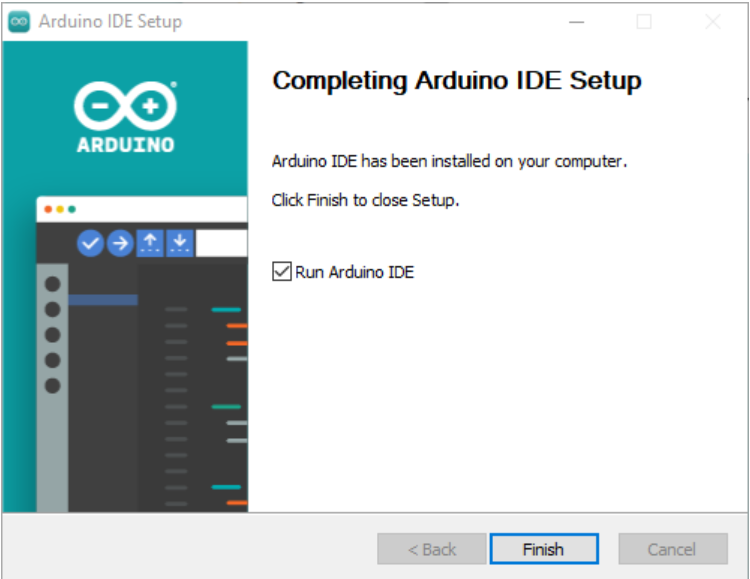 Arduino IDE Setup
ARDUINO
Completing Arduino IDE Setup
Arduino IDE has been installed on your computer.
Click Finish to close Setup.
Run Arduino IDE
< Back
Finish
Cancel